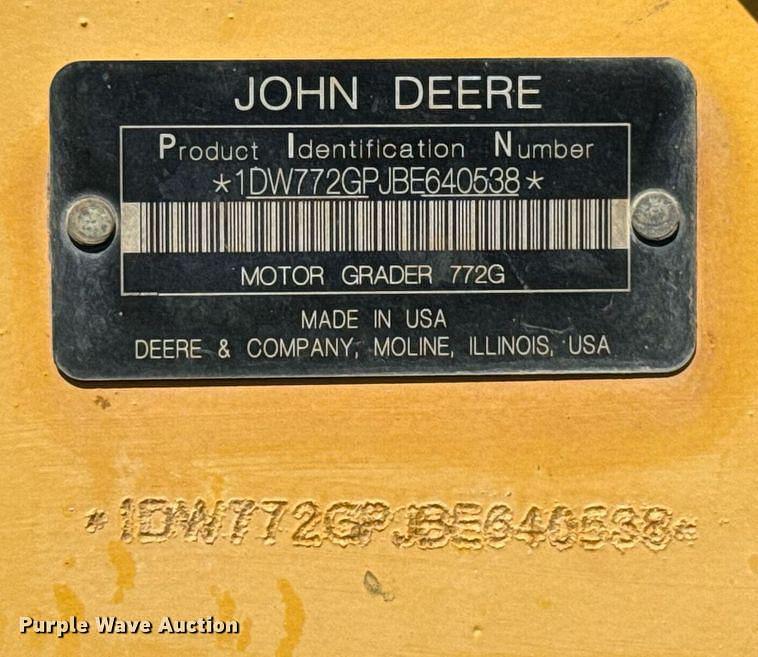 JOHN DEERE
Product Identification Number
*1DW772GPJBE640538*
MOTOR GRADER 772G
MADE IN USA
DEERE & COMPANY, MOLINE, ILLINOIS, USA
*1DW772GPJBE640538*
Purple Wave Auction